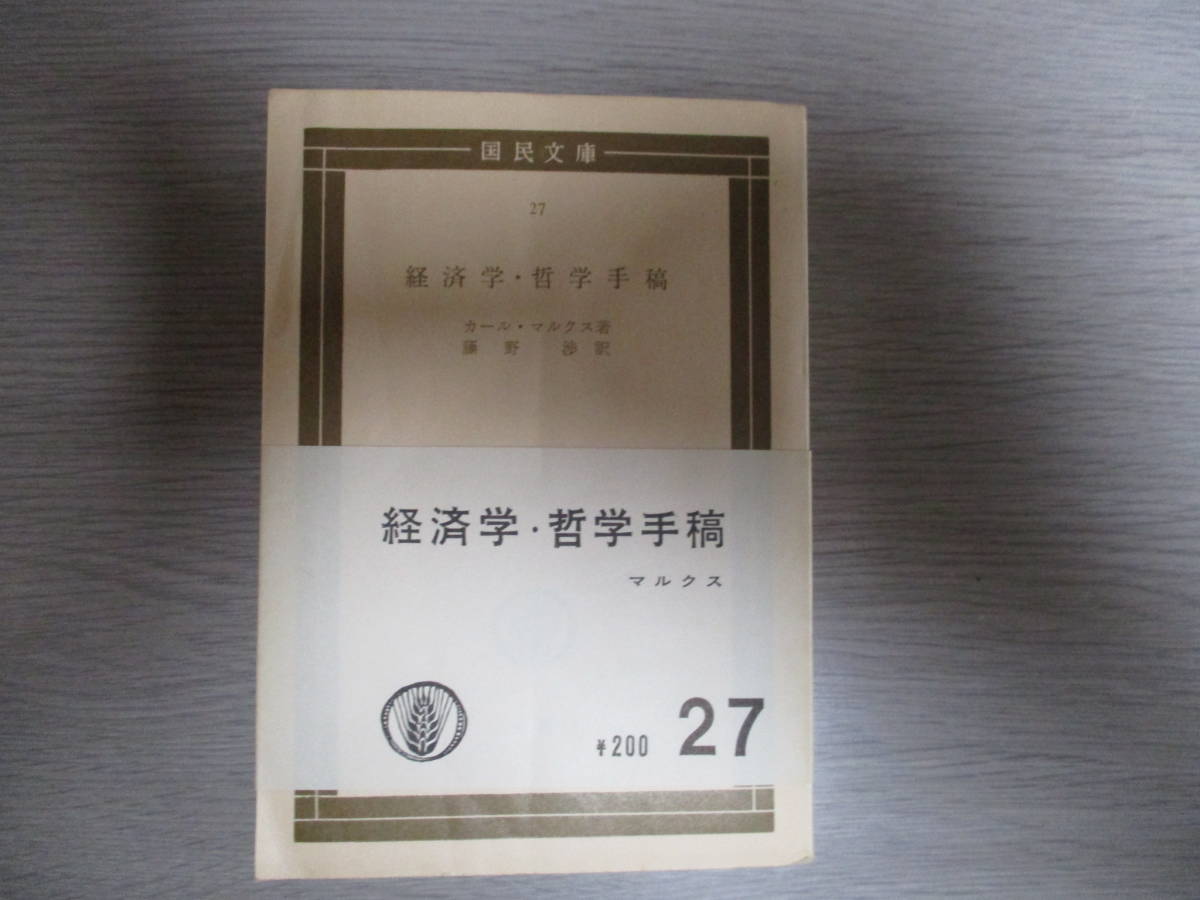 国民文庫
27
経済学・哲学手稿
カール・マルクス著
藤野 渉訳
経済学・哲学手稿
マルクス
¥200 27